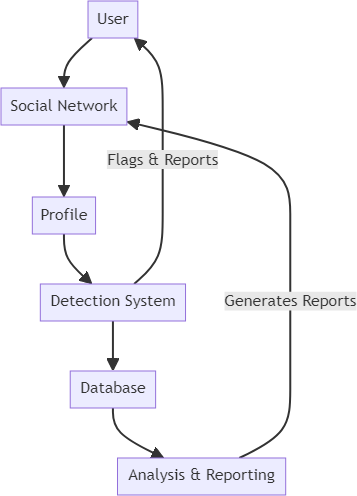 User
Social Network
Flags & Reports
Profile
Detection System
Generates Reports
Database
Analysis & Reporting